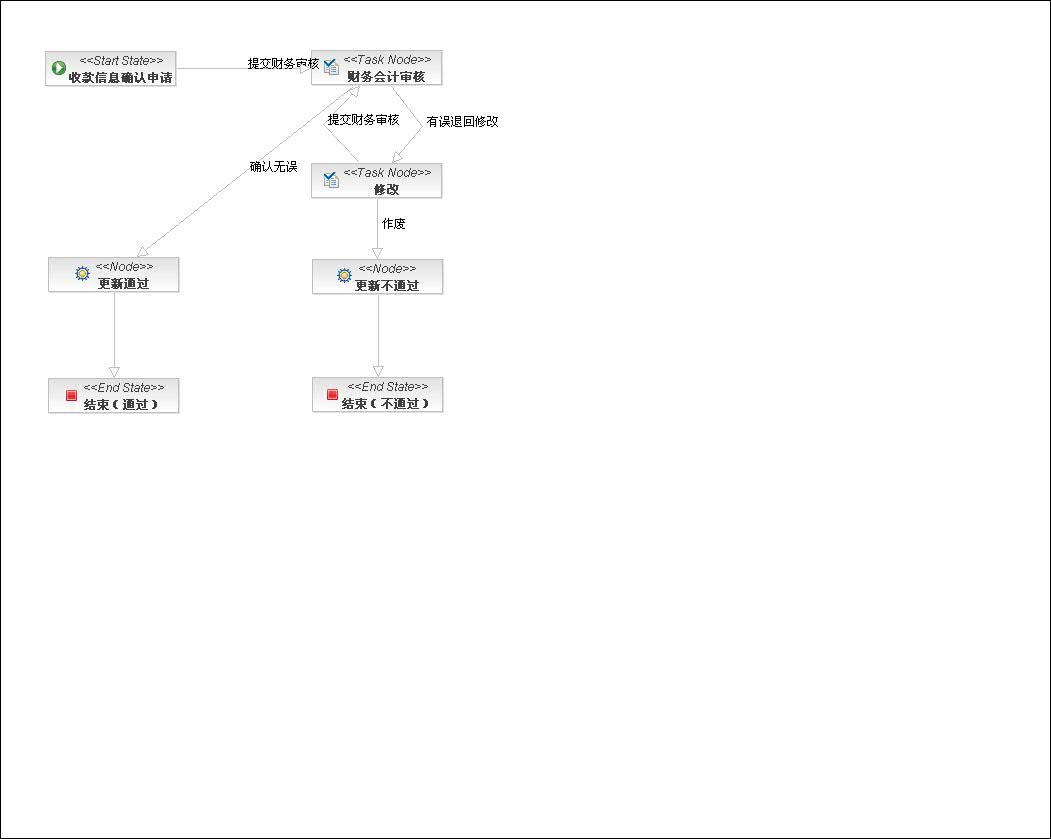 <<Start State>>
收款信息确认申请
提交财务审核
<<Task Node>>
财务会计审核
提交财务审核
有误退回修改
确认无误
<<Task Node>>
修改
作废
<<Node>>
更新通过
<<Node>>
更新不通过
<<End State>>
结束（通过）
<<End State>>
结束（不通过）